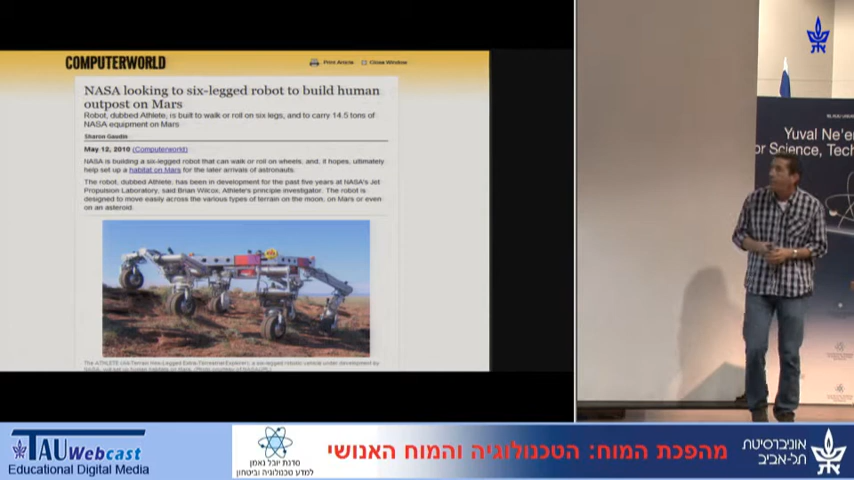 COMPUTERWORLD
Print Article
Close Window
NASA looking to six-legged robot to build human
outpost on Mars
Robot, dubbed Athlete, is built to walk or roll on six legs, and to carry 14.5 tons of
NASA equipment on Mars
Sharon Gaudin
May 12, 2010 (Computerworld)
NASA is building a six-legged robot that can walk or roll on wheels, and, it hopes, ultimately
help set up a habitat on Mars for the later arrivals of astronauts.
The robot, dubbed Athlete, has been in development for the past five years at NASA's Jet
Propulsion Laboratory, said Brian Wilcox, Athlete's principle investigator. The robot is
designed to move easily across the various types of terrain on the moon, on Mars or even
on an asteroid.
Yuval Ne'e
or Science, Tech
TAU Webcast
Educational Digital Media
סדנת יובל נאמן
למדע טכנולוגיה וביטחון
מהפכת המוח: הטכנולוגיה והמוח האנושי
אוניברסיטת
תל-אביב